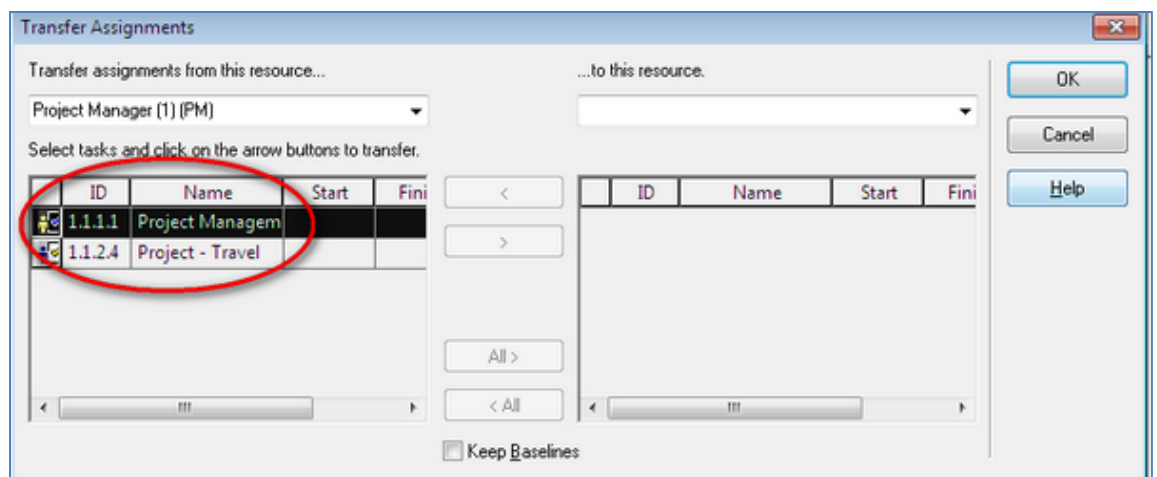 Transfer Assignments
Transfer assignments from this resource... ...to this resource.
Project Manager (1) (PM)
Select tasks and click on the arrow buttons to transfer.
ID Name Start Fini
1.1.1.1 Project Managem
1.1.2.4 Project - Travel
<
>
All >
< All
Keep Baselines
ID Name Start Fini
OK
Cancel
Help